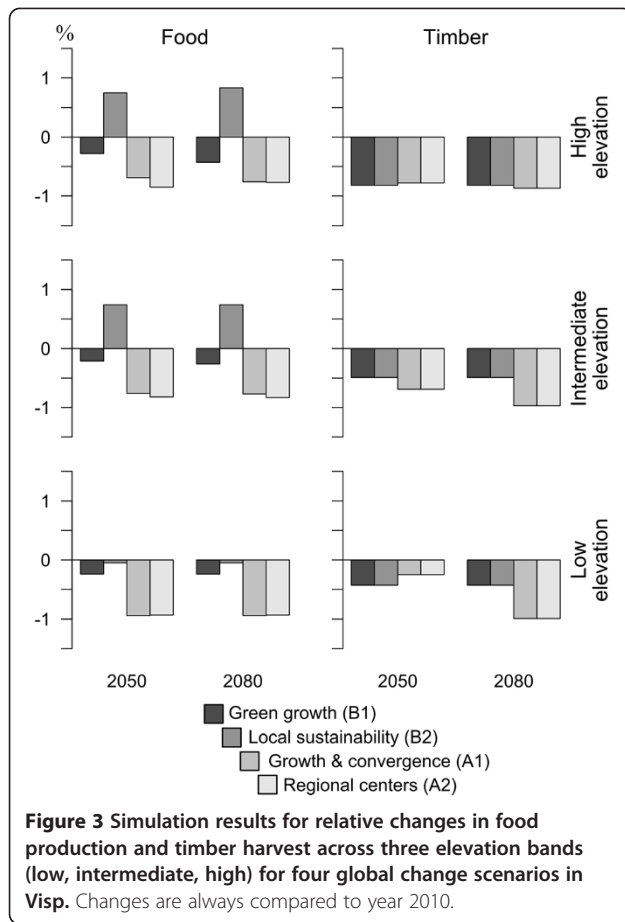 %
Food
Timber
1
0
-1
High
elevation
1
0
-1
Intermediate
elevation
1
0
-1
Low
elevation
2050
2080
2050
2080
Green growth (B1)
Local sustainability (B2)
Growth & convergence (A1)
Regional centers (A2)
Figure 3 Simulation results for relative changes in food
production and timber harvest across three elevation bands
(low, intermediate, high) for four global change scenarios in
Visp. Changes are always compared to year 2010.